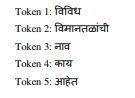 Token 1: विविध
Token 2: विमानतळांची
Token 3: नाव
Token 4: काय
Token 5: आहेत